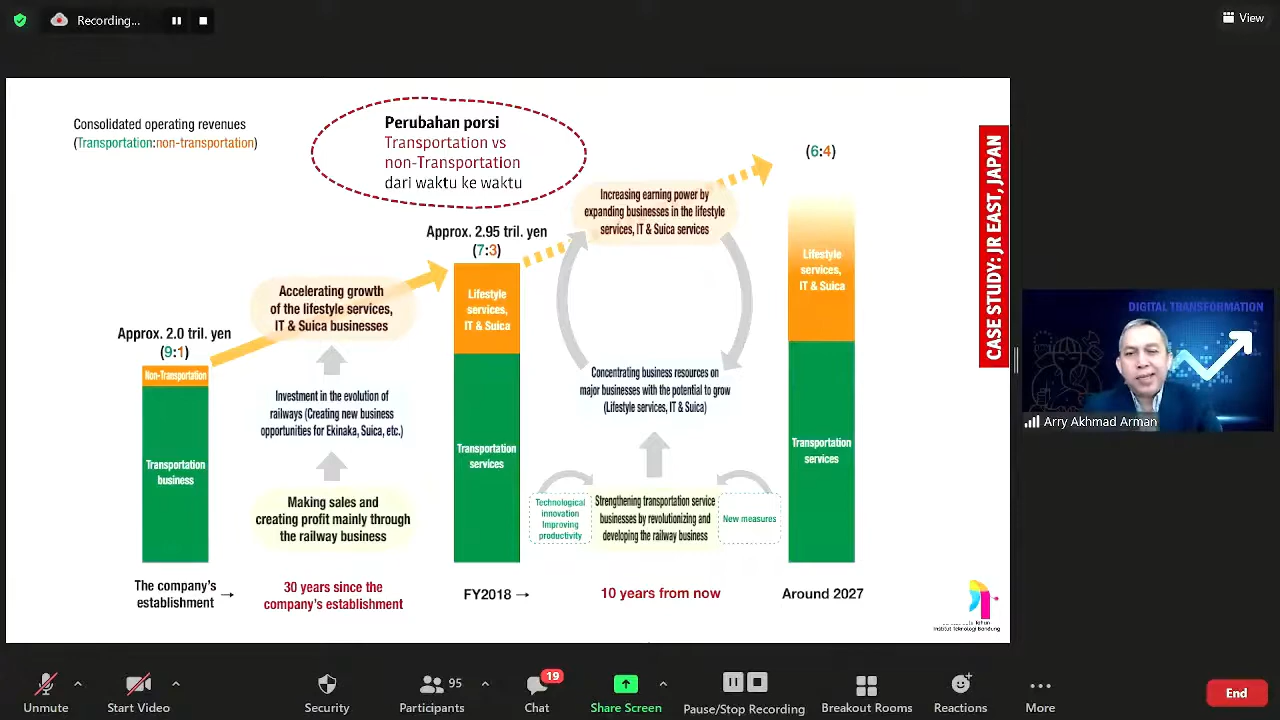 Recording...
View
Consolidated operating revenues
(Transportation:non-transportation)
Perubahan porsi
Transportation vs
non-Transportation
dari waktu ke waktu
(6:4)
Increasing earning power by
expanding businesses in the lifestyle
services, IT & Suica services
CASE STUDY: JR EAST, JAPAN
Approx. 2.95 tril. yen
(7:3)
Accelerating growth
of the lifestyle services,
IT & Suica businesses
Lifestyle
services,
IT & Suica
Lifestyle
services,
IT & Suica
DIGITAL TRANSFORMATION
Approx. 2.0 tril. yen
(9:1)
Non-Transportation
Investment in the evolution of
railways (Creating new business
opportunities for Ekinaka, Suica, etc.)
Concentrating business resources on
major businesses with the potential to grow
(Lifestyle services, IT & Suica)
Arry Akhmad Arman
Transportation
business
Transportation
services
Transportation
services
Making sales and
creating profit mainly through
the railway business
Technological
innovation
Improving
productivity
Strengthening transportation service
businesses by revolutionizing and
developing the railway business
New measures
The company's
establishment →
30 years since the
company's establishment
FY2018 →
10 years from now
Around 2027
Institut Teknologi Bandung
Unmute
Start Video
Security
95
Participants
19
Chat
Share Screen
Pause/Stop Recording
Breakout Rooms
Reactions
More
End